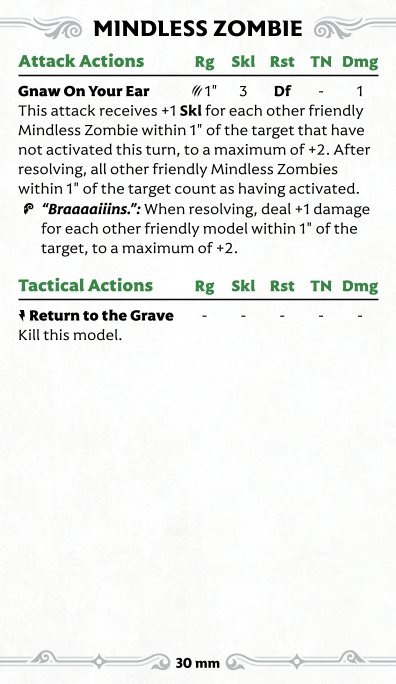 MINDLESS ZOMBIE
Attack Actions Rg Skl Rst TN Dmg
Gnaw On Your Ear 1" 3 Df - 1
This attack receives +1 Skl for each other friendly
Mindless Zombie within 1" of the target that have
not activated this turn, to a maximum of +2. After
resolving, all other friendly Mindless Zombies
within 1" of the target count as having activated.
“Braaaaiiins.”: When resolving, deal +1 damage
for each other friendly model within 1" of the
target, to a maximum of +2.
Tactical Actions Rg Skl Rst TN Dmg
Return to the Grave - - - - -
Kill this model.
30 mm